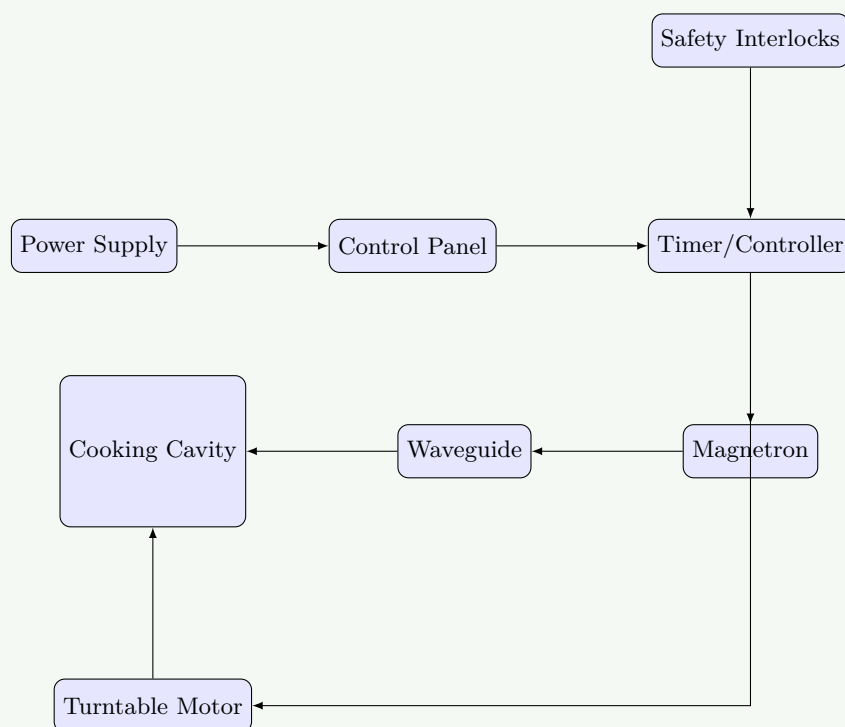 Safety Interlocks
Power Supply
Control Panel
Timer/Controller
Cooking Cavity
Waveguide
Magnetron
Turntable Motor